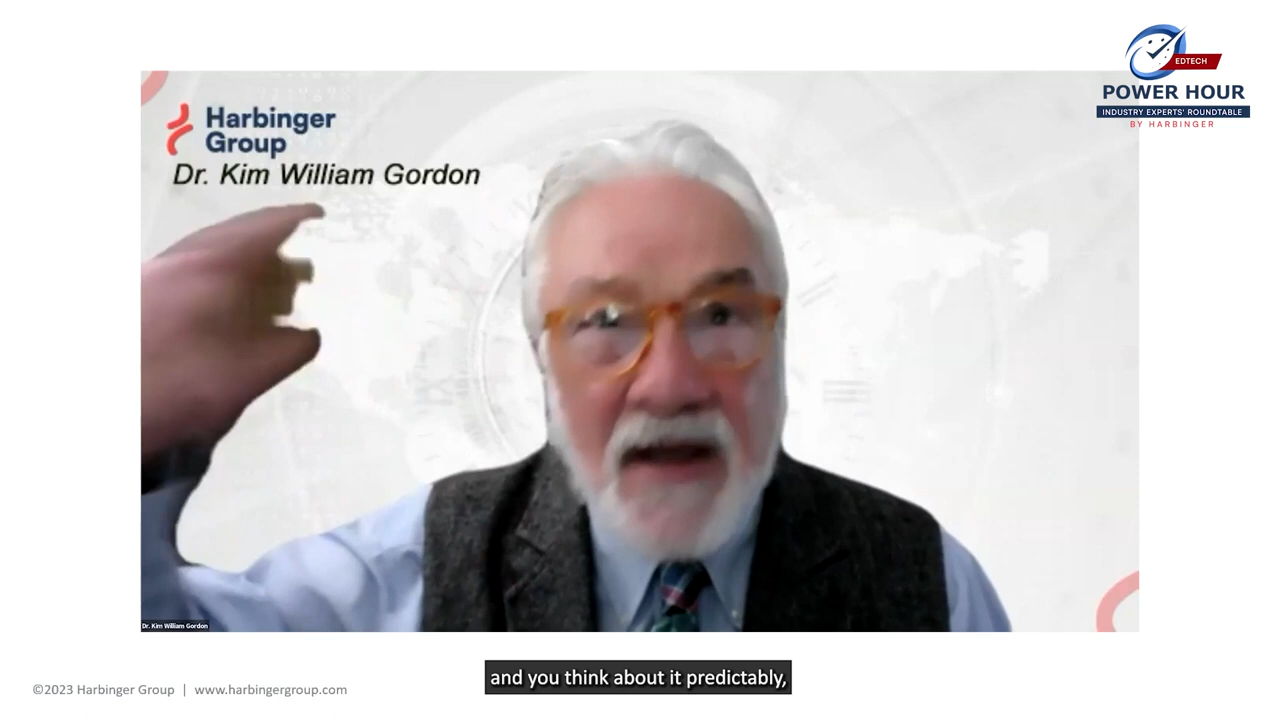 EDTECH
POWER HOUR
INDUSTRY EXPERTS' ROUNDTABLE
BY HARBINGER
Harbinger
Group
Dr. Kim William Gordon
Dr. Kim William Gordon
and you think about it predictably,
©2023 Harbinger Group | www.harbingergroup.com